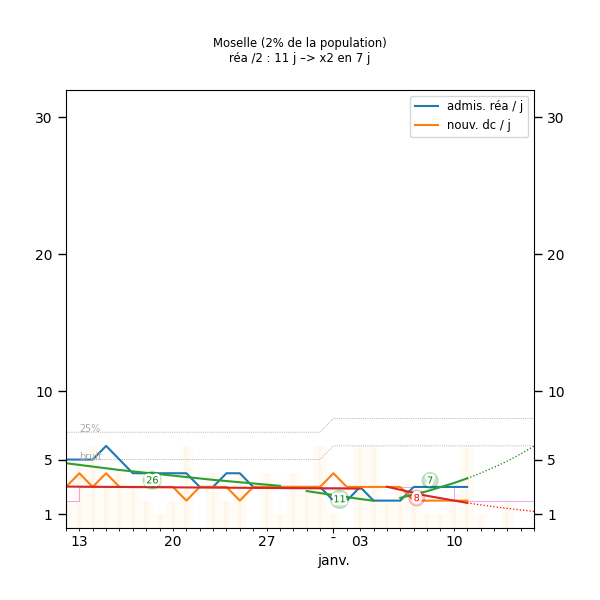 Moselle (2% de la population)
réa /2 : 11 j –> x2 en 7 j
admis. réa / j
nouv. dc / j
30 30
20 20
10 10
25%
brut
5 5
26
7
11
8
1 1
13 20 27 03 10
janv.